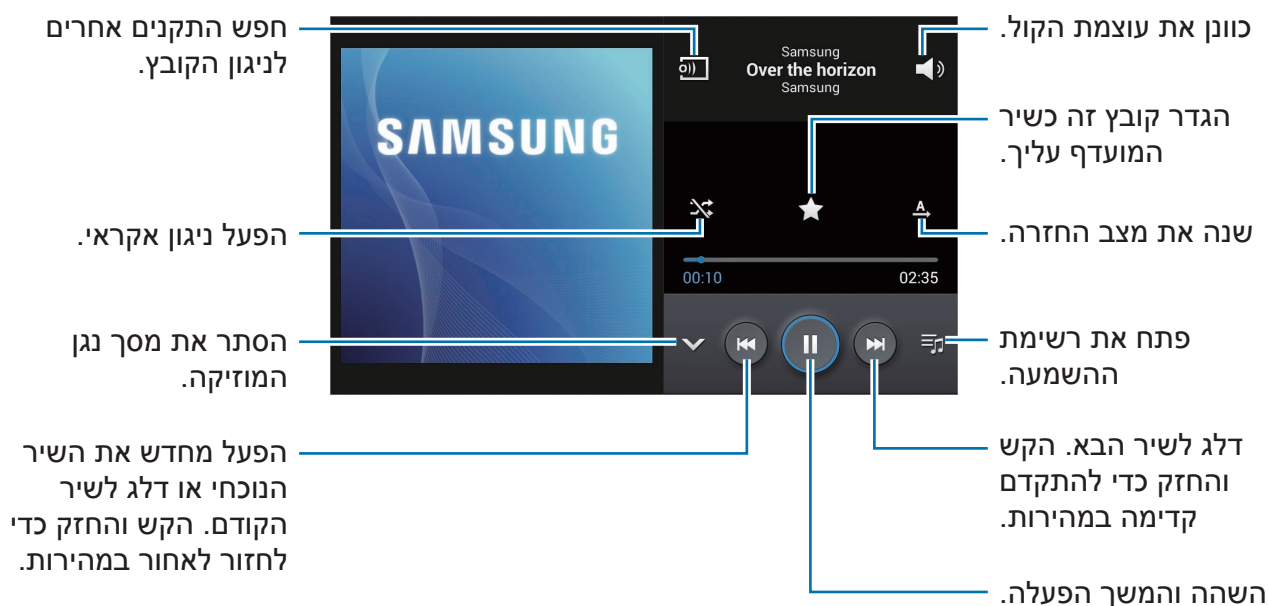 חפש התקנים אחרים
לניגון הקובץ.
כוונן את עוצמת הקול.
Samsung
Over the horizon
Samsung
SAMSUNG
הגדר קובץ זה כשיר
המועדף עליך.
A
הפעל ניגון אקראי.
שנה את מצב החזרה.
00:10
02:35
הסתר את מסך נגן
המוזיקה.
פתח את רשימת
ההשמעה.
הפעל מחדש את השיר
הנוכחי או דלג לשיר
הקודם. הקש והחזק כדי
לחזור לאחור במהירות.
דלג לשיר הבא. הקש
והחזק כדי להתקדם
קדימה במהירות.
השהה והמשך הפעלה.